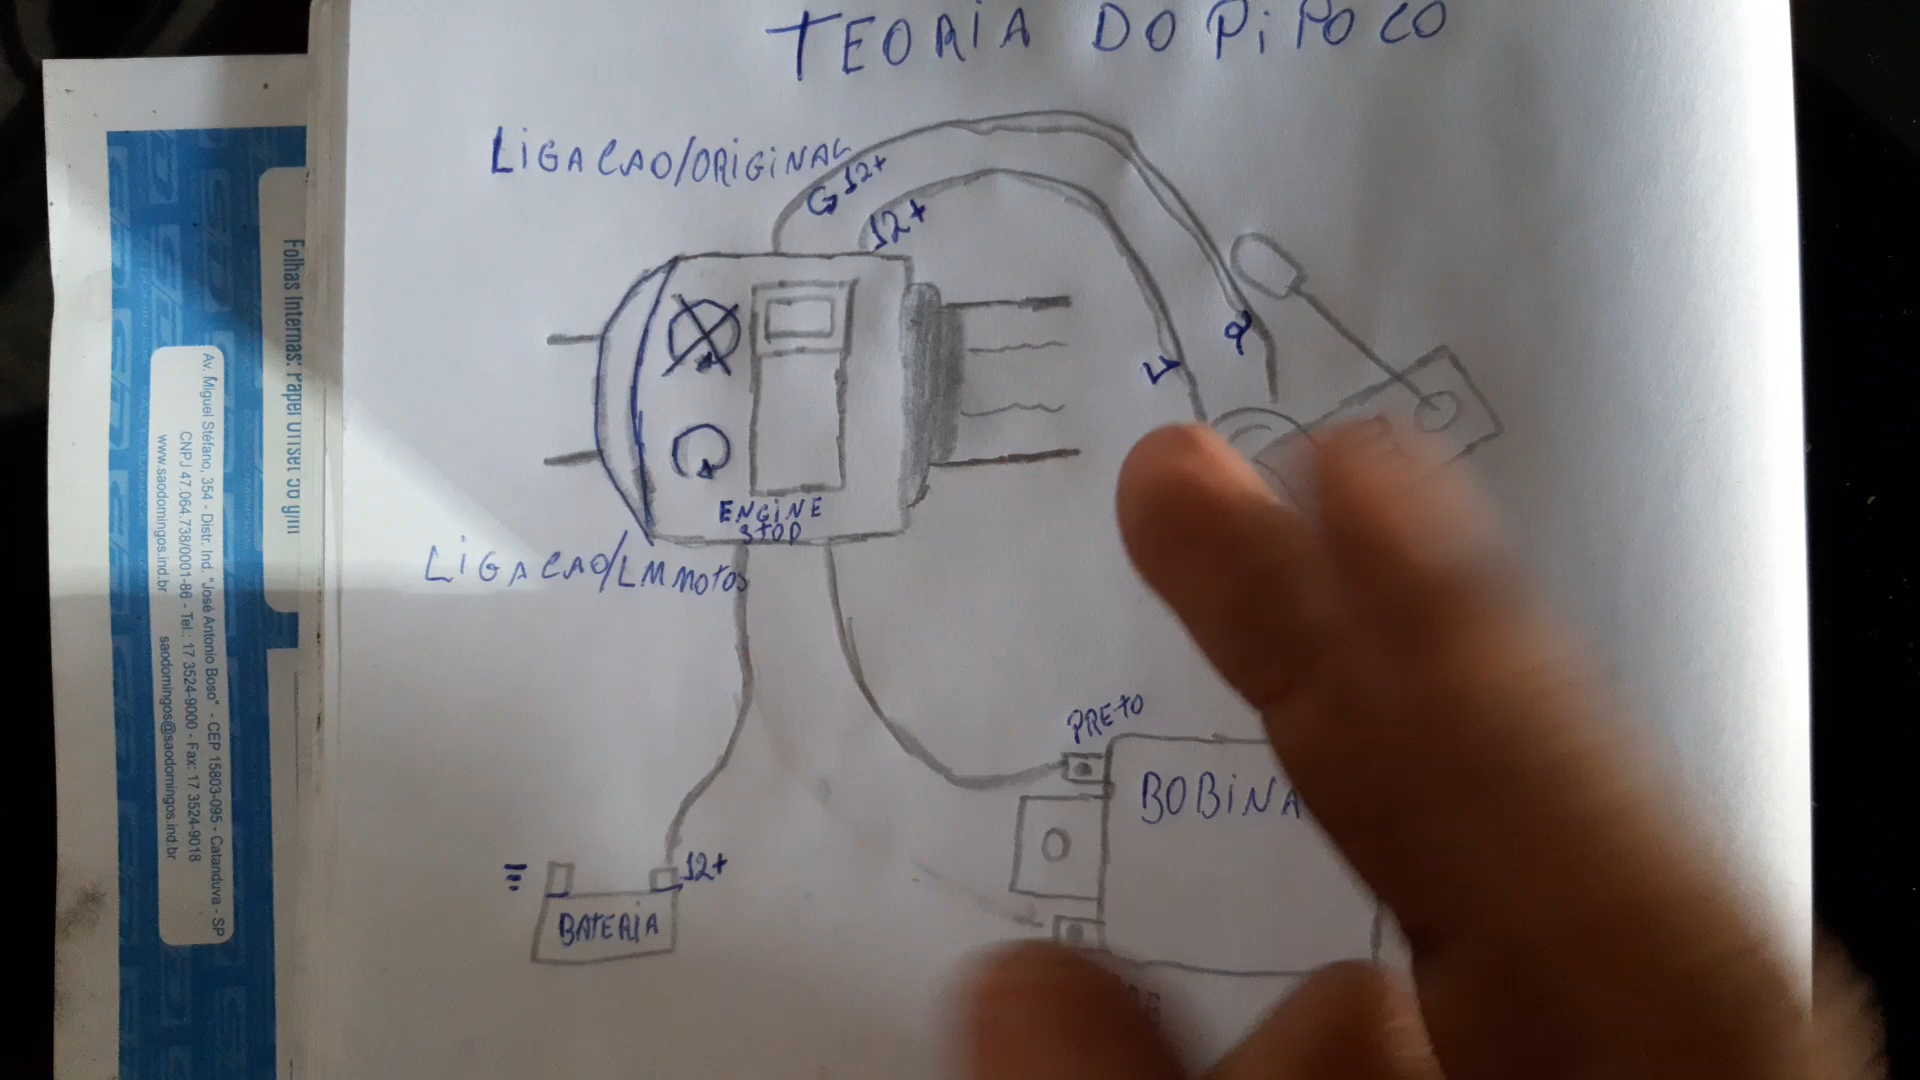 TEORIA DO PIPOCO
LIGACAO/ORIGINAL
G 12+
12+
1
2
ENGINE
STOP
LIGACAO/LM MOTOS
PRETO
BOBINA
12+
BATERIA
Folhas Internas: Papel Offset 56 g/m
Av. Miguel Stéfano, 354 - Distr. Ind. "José Antonio Boso" - CEP 15803-095 - Catanduva - SP
CNPJ 47.064.738/0001-86 - Tel.: 17 3524-9000 - Fax: 17 3524-9018
www.saodomingos.ind.br saodomingos@saodomingos.ind.br